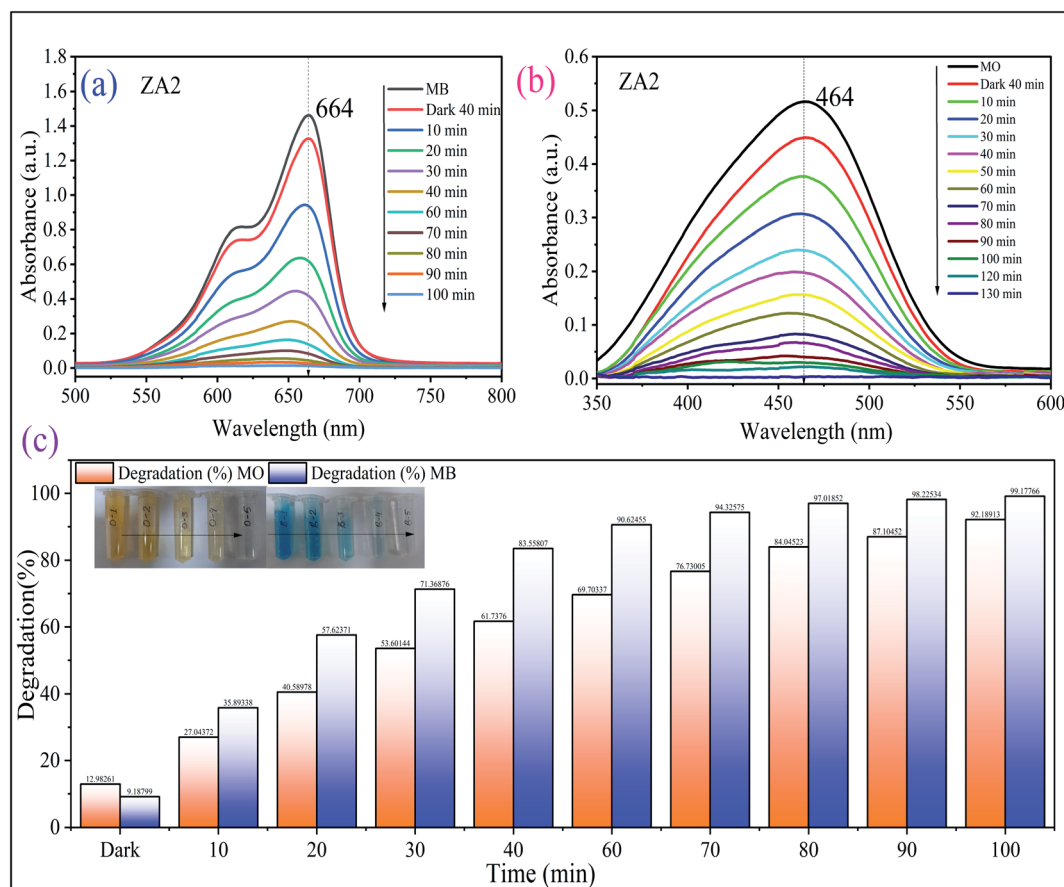 (a)
ZA2
664
MB
Dark 40 min
10 min
20 min
30 min
40 min
60 min
70 min
80 min
90 min
100 min
1.8
1.6
1.4
1.2
1.0
0.8
0.6
0.4
0.2
0.0
Absorbance (a.u.)
500 550 600 650 700 750 800
Wavelength (nm)
(b)
ZA2
464
MO
Dark 40 min
10 min
20 min
30 min
40 min
50 min
60 min
70 min
80 min
90 min
100 min
120 min
130 min
0.6
0.5
0.4
0.3
0.2
0.1
0.0
Absorbance (a.u.)
350 400 450 500 550 600
Wavelength (nm)
(c)
Degradation (%) MO Degradation (%) MB
100
80
60
40
20
0
Degradation(%)
12.98261 9.18799
27.04372 35.89338
40.58978 57.62371
53.60144 71.36876
61.7376 83.55807
69.70337 90.62455
76.73005 94.32575
84.04523 97.01852
87.10452 98.22534
92.18913 99.17766
Dark 10 20 30 40 60 70 80 90 100
Time (min)